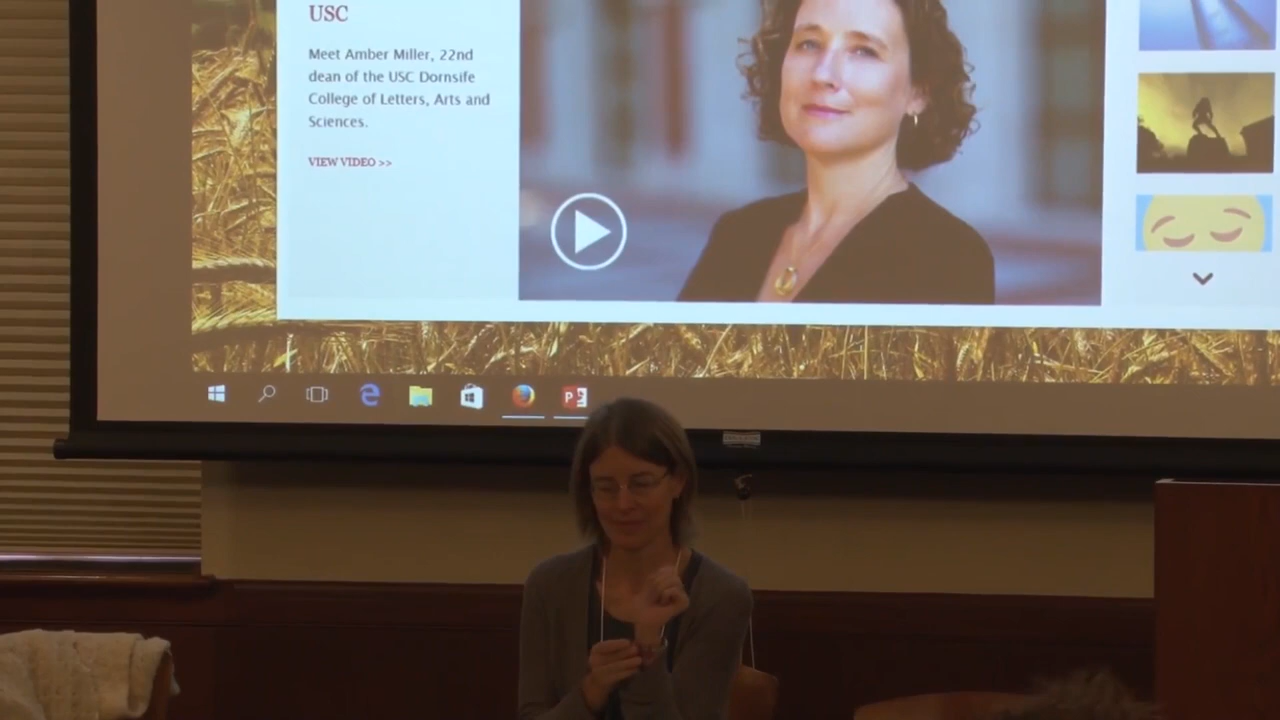 USC
Meet Amber Miller, 22nd
dean of the USC Dornsife
College of Letters, Arts and
Sciences.
VIEW VIDEO >>